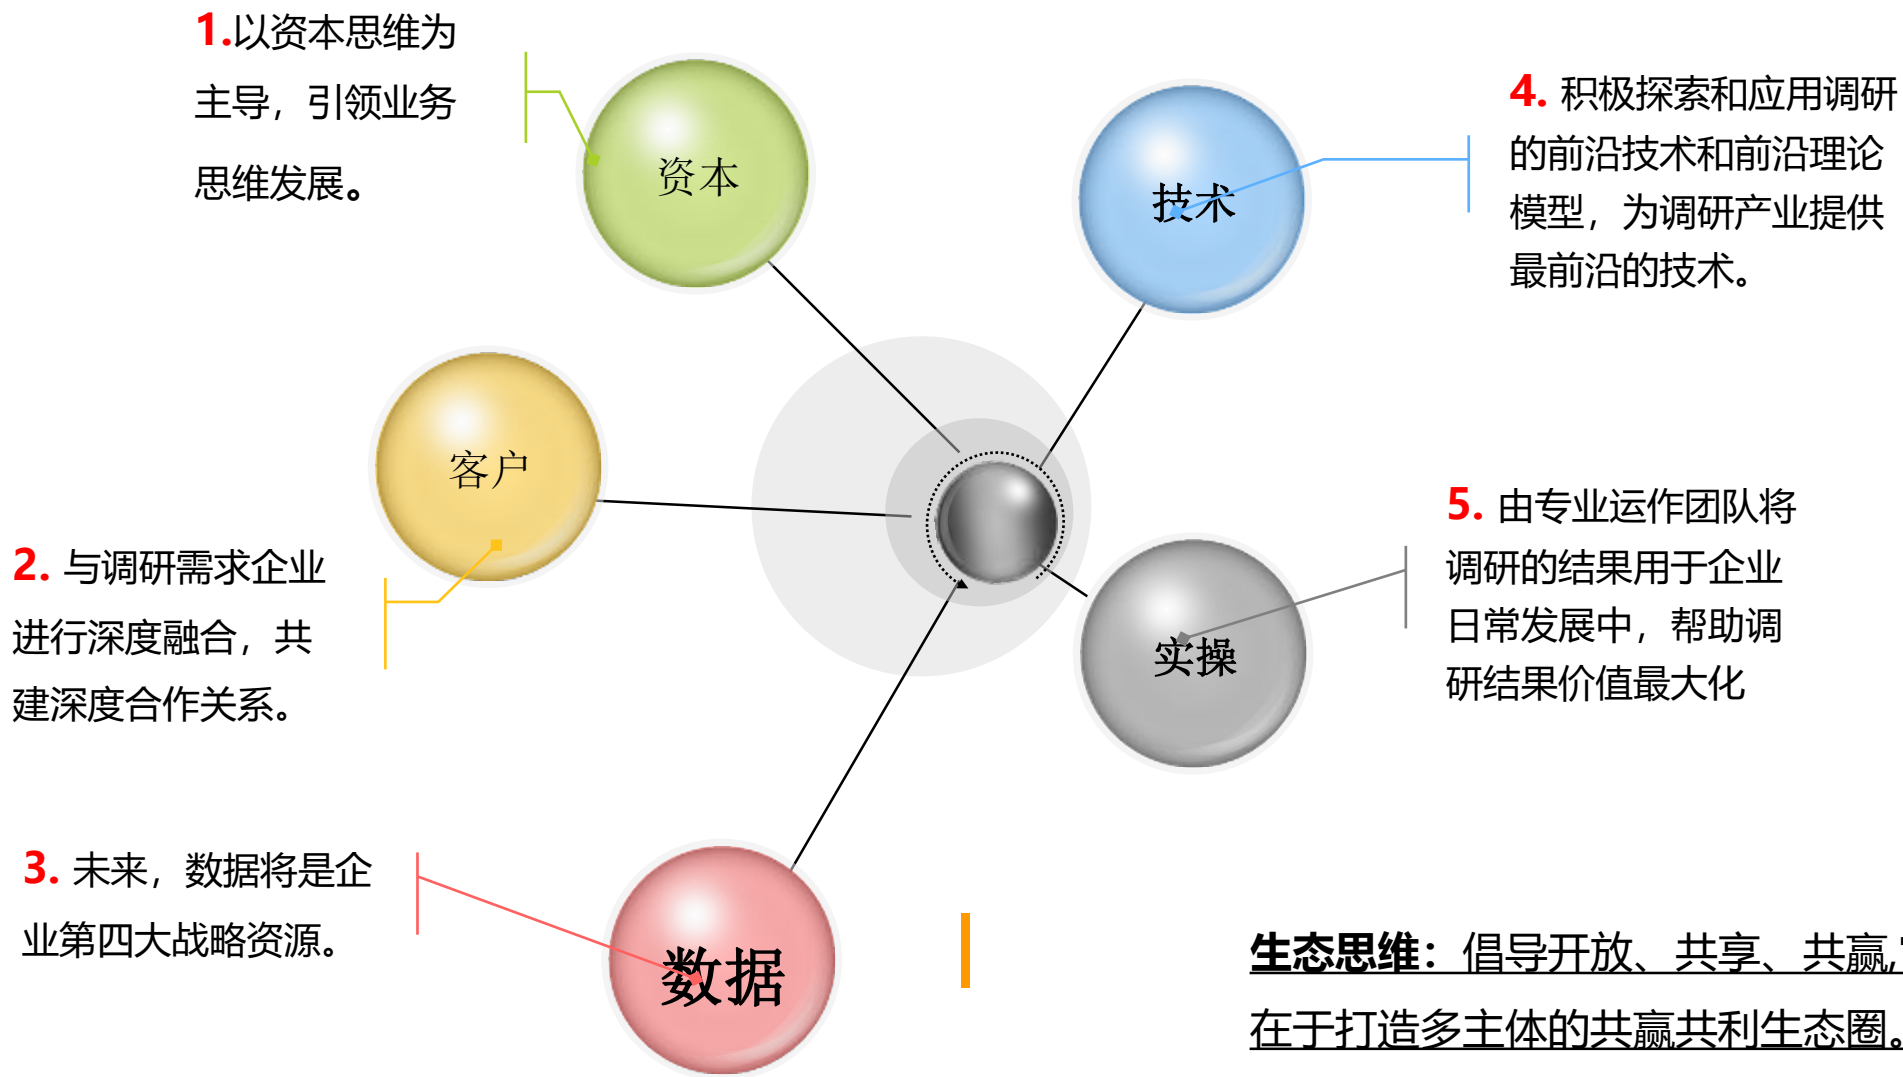 1.以资本思维为
主导，引领业务
思维发展。
资本
技术
4. 积极探索和应用调研
的前沿技术和前沿理论
模型，为调研产业提供
最前沿的技术。
客户
2. 与调研需求企业
进行深度融合，共
建深度合作关系。
5. 由专业运作团队将
调研的结果用于企业
日常发展中，帮助调
研结果价值最大化
实操
3. 未来，数据将是企
业第四大战略资源。
数据
生态思维：倡导开放、共享、共赢,
在于打造多主体的共赢共利生态圈。